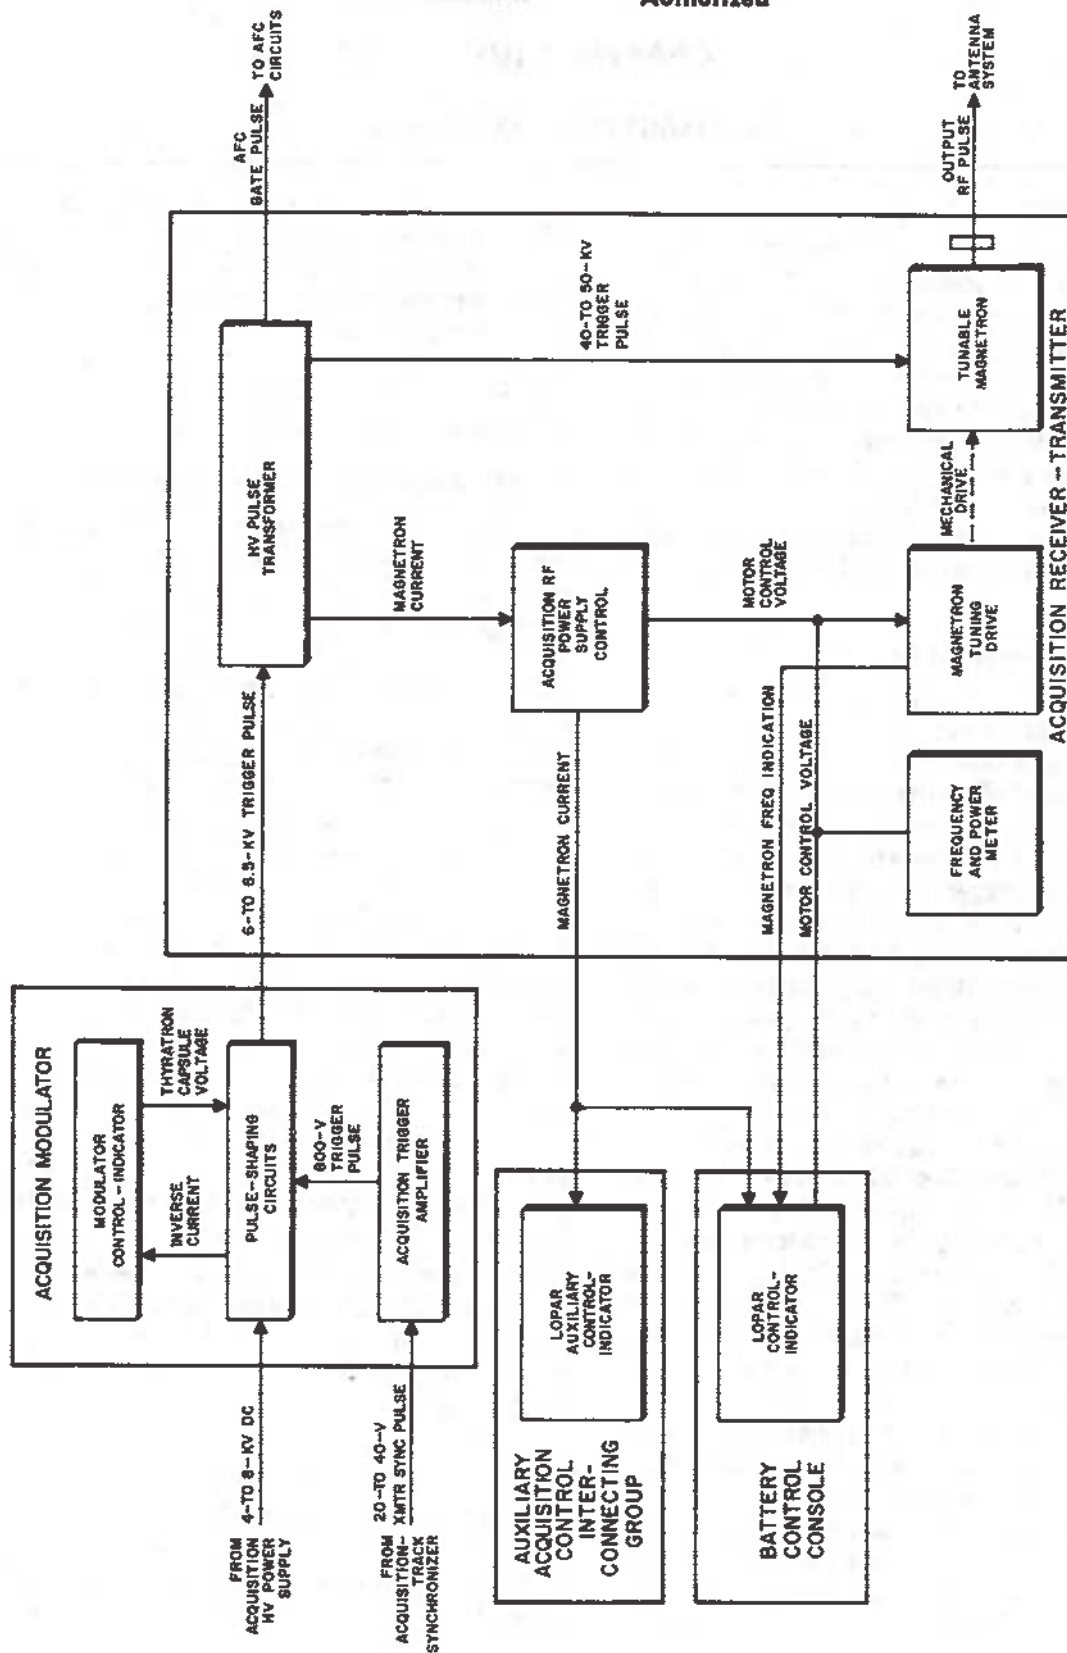 FROM
ACQUISITION
HV POWER
SUPPLY
4-TO 8-KV DC
FROM
ACQUISITION-
TRACK
SYNCHRONIZER
20-TO 40-V
XMTR SYNC PULSE
ACQUISITION MODULATOR
MODULATOR
CONTROL-INDICATOR
INVERSE
CURRENT
THYRATRON
CAPSULE
VOLTAGE
PULSE-SHAPING
CIRCUITS
800-V
TRIGGER
PULSE
ACQUISITION TRIGGER
AMPLIFIER
6-TO 8.5-KV TRIGGER PULSE
HV PULSE
TRANSFORMER
AFC
GATE PULSE
TO AFC
CIRCUITS
MAGNETRON
CURRENT
40-TO 50-KV
TRIGGER
PULSE
ACQUISITION RF
POWER
SUPPLY
CONTROL
MAGNETRON CURRENT
MOTOR
CONTROL
VOLTAGE
MAGNETRON FREQ INDICATION
MOTOR CONTROL VOLTAGE
FREQUENCY
AND POWER
METER
MAGNETRON
TUNING
DRIVE
MECHANICAL
DRIVE
TUNABLE
MAGNETRON
OUTPUT
RF PULSE
TO
ANTENNA
SYSTEM
ACQUISITION RECEIVER-TRANSMITTER
AUXILIARY
ACQUISITION
CONTROL
INTER-
CONNECTING
GROUP
LOPAR
AUXILIARY
CONTROL-
INDICATOR
BATTERY
CONTROL
CONSOLE
LOPAR
CONTROL-
INDICATOR